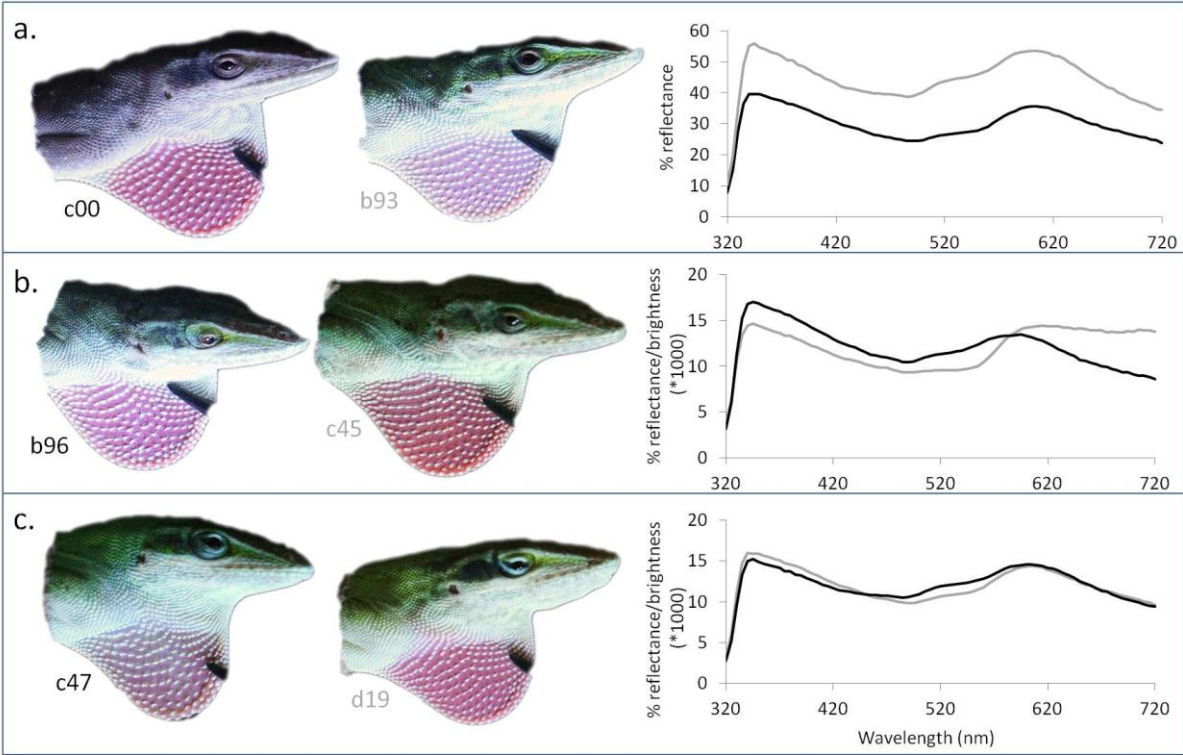 a.
c00
b93
% reflectance
60
50
40
30
20
10
0
320
420
520
620
720
b.
b96
c45
% reflectance/brightness
(*1000)
20
15
10
5
0
320
420
520
620
720
c.
c47
d19
% reflectance/brightness
(*1000)
20
15
10
5
0
320
420
520
620
720
Wavelength (nm)